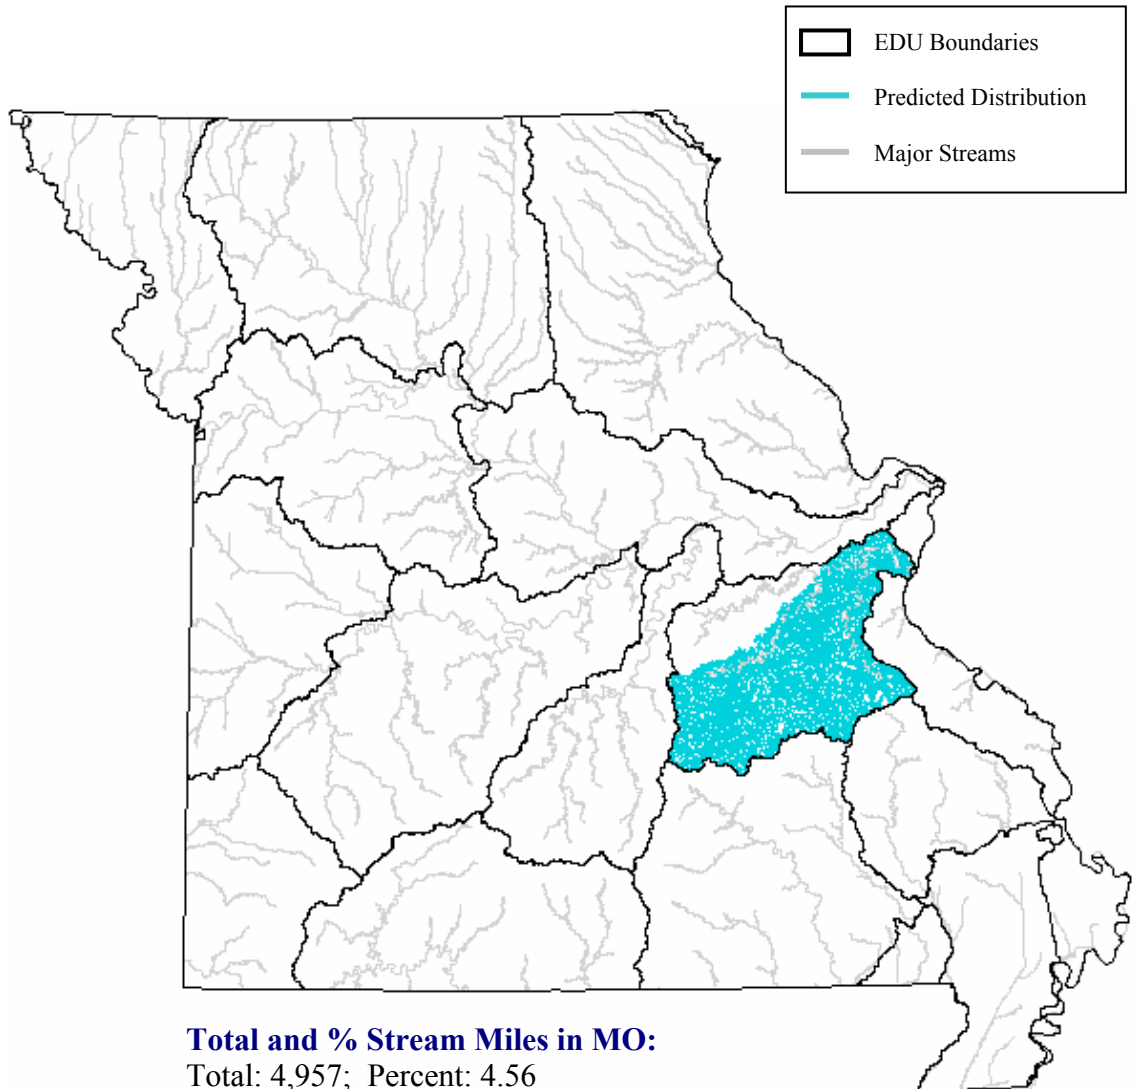 EDU Boundaries
Predicted Distribution
Major Streams
Total and % Stream Miles in MO:
Total: 4,957; Percent: 4.56